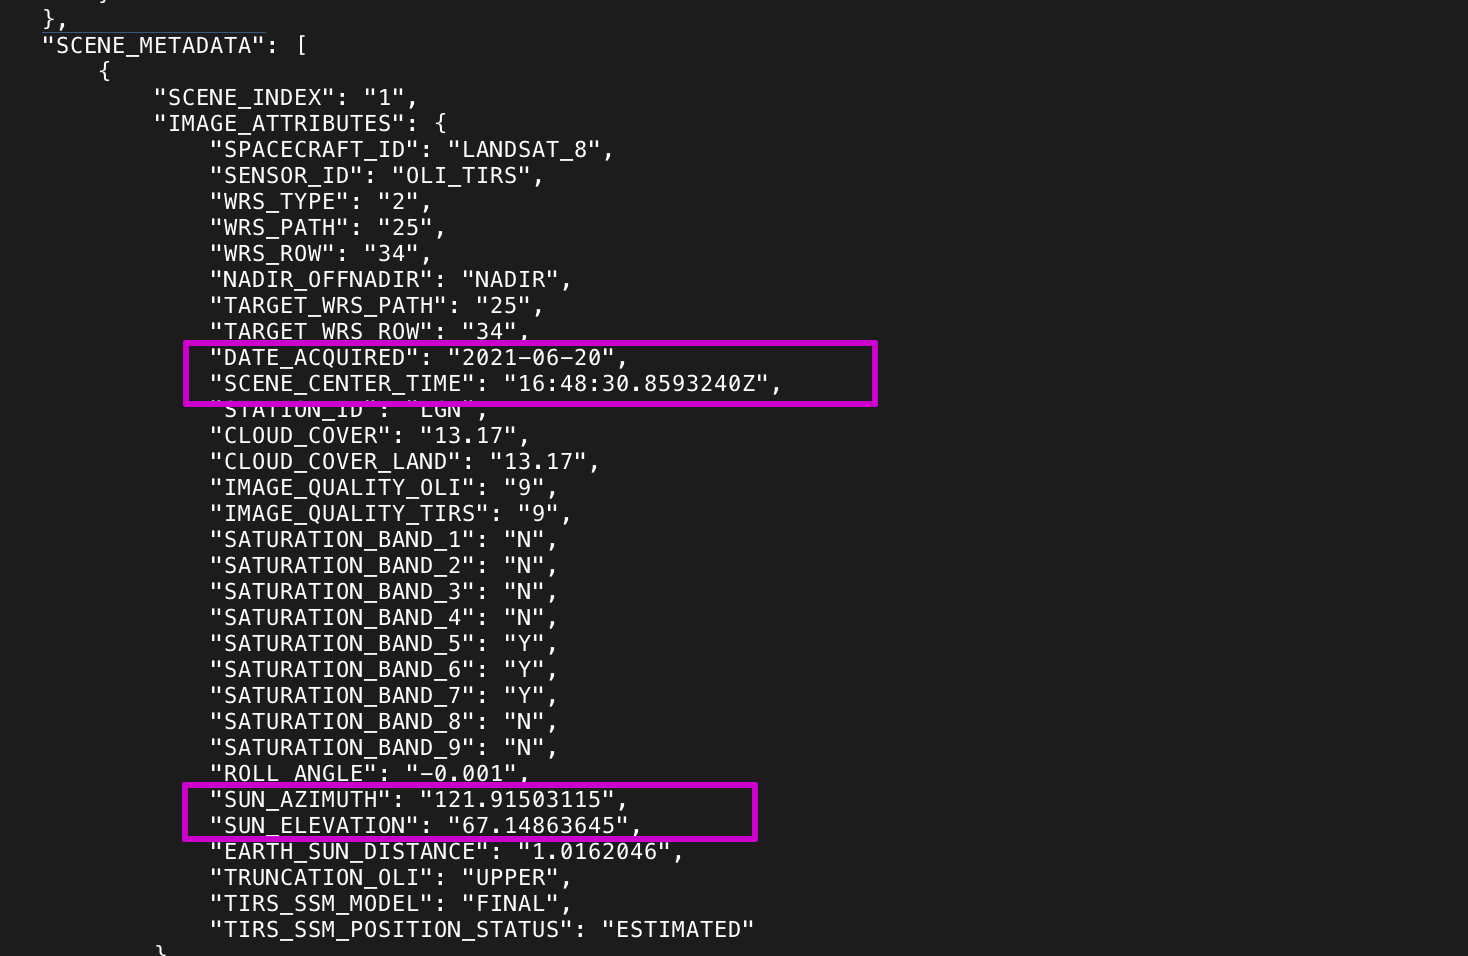 },
"SCENE_METADATA": [
{
"SCENE_INDEX": "1",
"IMAGE_ATTRIBUTES": {
"SPACECRAFT_ID": "LANDSAT_8",
"SENSOR_ID": "OLI_TIRS",
"WRS_TYPE": "2",
"WRS_PATH": "25",
"WRS_ROW": "34",
"NADIR_OFFNADIR": "NADIR",
"TARGET_WRS_PATH": "25",
"TARGET_WRS_ROW": "34",
"DATE_ACQUIRED": "2021-06-20",
"SCENE_CENTER_TIME": "16:48:30.8593240Z",
"STATION_ID": "LGN",
"CLOUD_COVER": "13.17",
"CLOUD_COVER_LAND": "13.17",
"IMAGE_QUALITY_OLI": "9",
"IMAGE_QUALITY_TIRS": "9",
"SATURATION_BAND_1": "N",
"SATURATION_BAND_2": "N",
"SATURATION_BAND_3": "N",
"SATURATION_BAND_4": "N",
"SATURATION_BAND_5": "Y",
"SATURATION_BAND_6": "Y",
"SATURATION_BAND_7": "Y",
"SATURATION_BAND_8": "N",
"SATURATION_BAND_9": "N",
"ROLL_ANGLE": "-0.001",
"SUN_AZIMUTH": "121.91503115",
"SUN_ELEVATION": "67.14863645",
"EARTH_SUN_DISTANCE": "1.0162046",
"TRUNCATION_OLI": "UPPER",
"TIRS_SSM_MODEL": "FINAL",
"TIRS_SSM_POSITION_STATUS": "ESTIMATED"
}